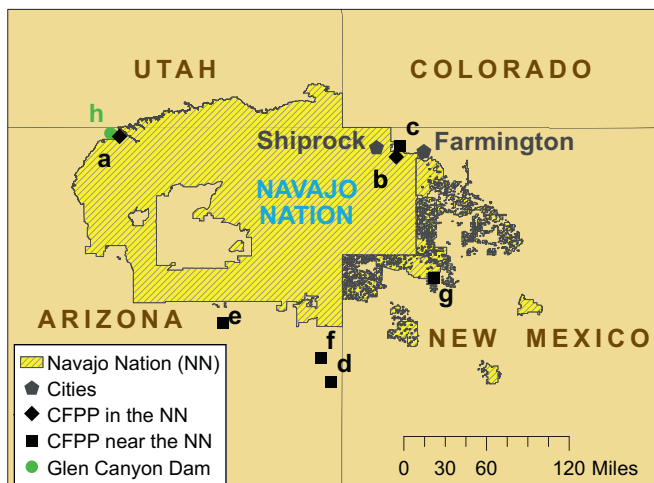 UTAH
COLORADO
h
a
c
Shiprock
Farmington
b
NAVAJO
NATION
g
ARIZONA
e
NEW MEXICO
f
d
Navajo Nation (NN)
Cities
CFPP in the NN
CFPP near the NN
Glen Canyon Dam
0 30 60 120 Miles